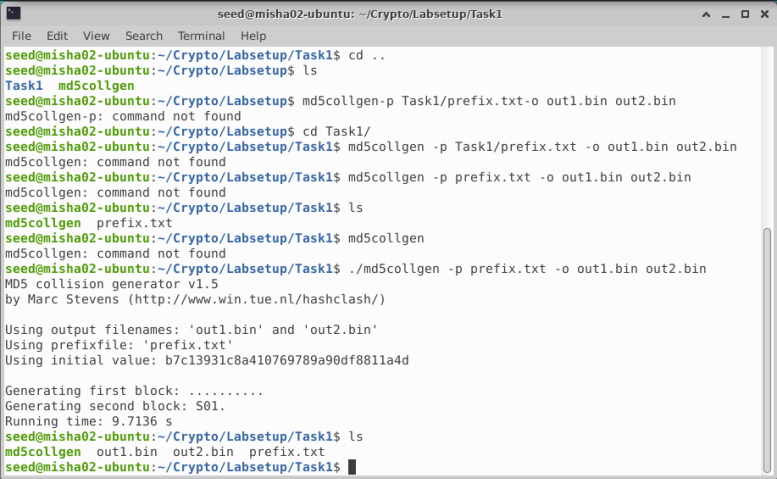 seed@misha02-ubuntu: ~/Crypto/Labsetup/Task1
File Edit View Search Terminal Help
seed@misha02-ubuntu:~/Crypto/Labsetup/Task1$ cd ..
seed@misha02-ubuntu:~/Crypto/Labsetup/Task1$ ls
Task1  md5collgen
seed@misha02-ubuntu:~/Crypto/Labsetup/Task1$ md5collgen-p Task1/prefix.txt-o out1.bin out2.bin
md5collgen-p: command not found
seed@misha02-ubuntu:~/Crypto/Labsetup/Task1$ cd Task1/
seed@misha02-ubuntu:~/Crypto/Labsetup/Task1$ md5collgen -p Task1/prefix.txt -o out1.bin out2.bin
md5collgen: command not found
seed@misha02-ubuntu:~/Crypto/Labsetup/Task1$ md5collgen -p prefix.txt -o out1.bin out2.bin
md5collgen: command not found
seed@misha02-ubuntu:~/Crypto/Labsetup/Task1$ ls
md5collgen  prefix.txt
seed@misha02-ubuntu:~/Crypto/Labsetup/Task1$ md5collgen
md5collgen: command not found
seed@misha02-ubuntu:~/Crypto/Labsetup/Task1$ ./md5collgen -p prefix.txt -o out1.bin out2.bin
MD5 collision generator v1.5
by Marc Stevens (http://www.win.tue.nl/hashclash/)
Using output filenames: 'out1.bin' and 'out2.bin'
Using prefixfile: 'prefix.txt'
Using initial value: b7c13931c8a410769789a90df8811a4d
Generating first block: ..........
Generating second block: S01.
Running time: 9.7136 s
seed@misha02-ubuntu:~/Crypto/Labsetup/Task1$ ls
md5collgen  out1.bin  out2.bin  prefix.txt
seed@misha02-ubuntu:~/Crypto/Labsetup/Task1$